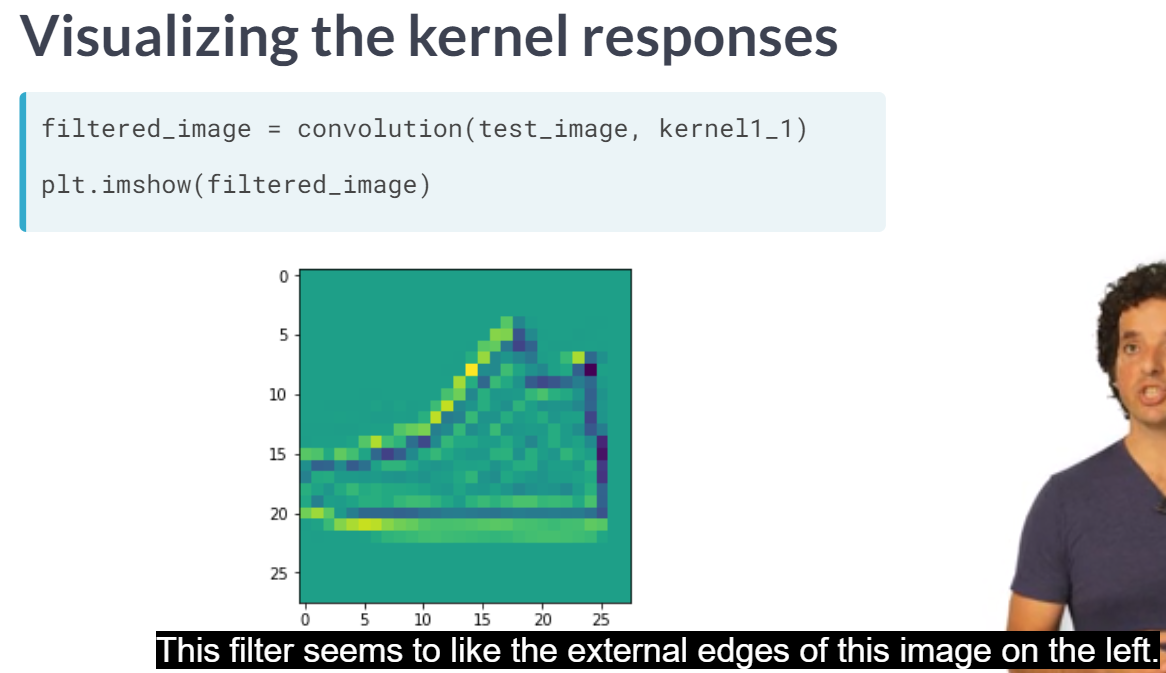 Visualizing the kernel responses
filtered_image = convolution(test_image, kernel1_1)
plt.imshow(filtered_image)
0
5
10
15
20
25
0 5 10 15 20 25
This filter seems to like the external edges of this image on the left.